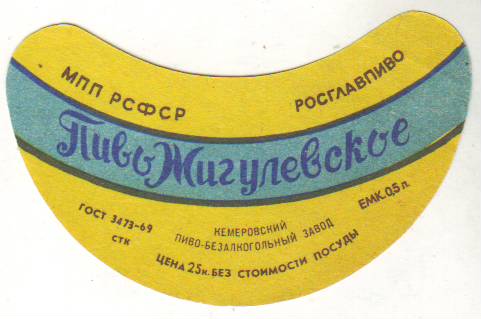 МПП РСФСР
РОСГЛАВПИВО
Пиво Жигулевское
ГОСТ 3473-69
СТК
КЕМЕРОВСКИЙ
ПИВО-БЕЗАЛКОГОЛЬНЫЙ ЗАВОД
ЕМК. 0,5 л.
ЦЕНА 25 к. БЕЗ СТОИМОСТИ ПОСУДЫ